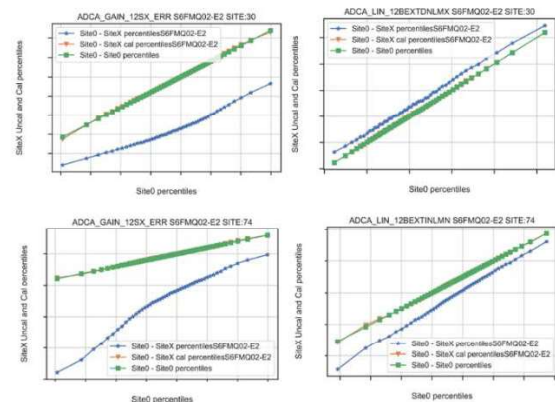 ADCA_GAIN_12SX_ERR S6FMQ02-E2 SITE:30
Site0 - SiteX percentilesS6FMQ02-E2
Site0 - SiteX cal percentilesS6FMQ02-E2
Site0 - Site0 percentiles
SiteX Uncal and Cal percentiles
Site0 percentiles
ADCA_LIN_12BEXTDNLMX S6FMQ02-E2 SITE:30
Site0 - SiteX percentilesS6FMQ02-E2
Site0 - SiteX cal percentilesS6FMQ02-E2
Site0 - Site0 percentiles
SiteX Uncal and Cal percentiles
Site0 percentiles
ADCA_GAIN_12SX_ERR S6FMQ02-E2 SITE:74
SiteX Uncal and Cal percentiles
Site0 - SiteX percentilesS6FMQ02-E2
Site0 - SiteX cal percentilesS6FMQ02-E2
Site0 - Site0 percentiles
Site0 percentiles
ADCA_LIN_12BEXTINLMN S6FMQ02-E2 SITE:74
SiteX Uncal and Cal percentiles
Site0 - SiteX percentilesS6FMQ02-E2
Site0 - SiteX cal percentilesS6FMQ02-E2
Site0 - Site0 percentiles
Site0 percentiles